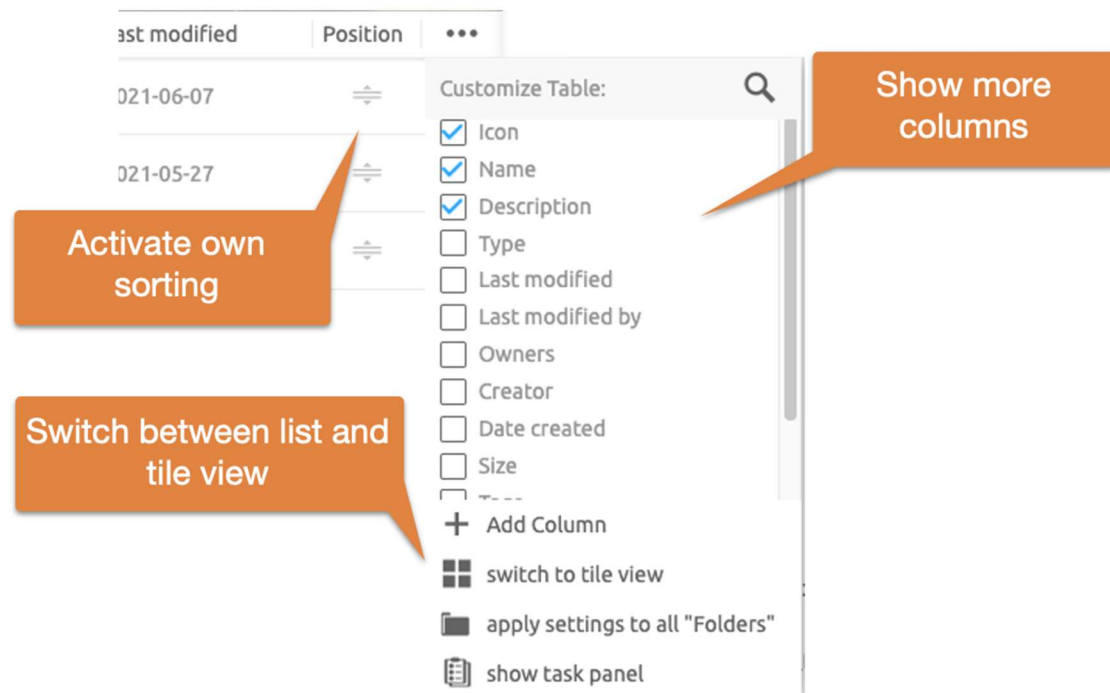 ast modified Position
Customize Table:
Show more
columns
021-06-07
Icon
021-05-27
Name
Description
Activate own
sorting
Type
Last modified
Last modified by
Owners
Creator
Switch between list and
tile view
Date created
Size
Add Column
switch to tile view
apply settings to all "Folders"
show task panel